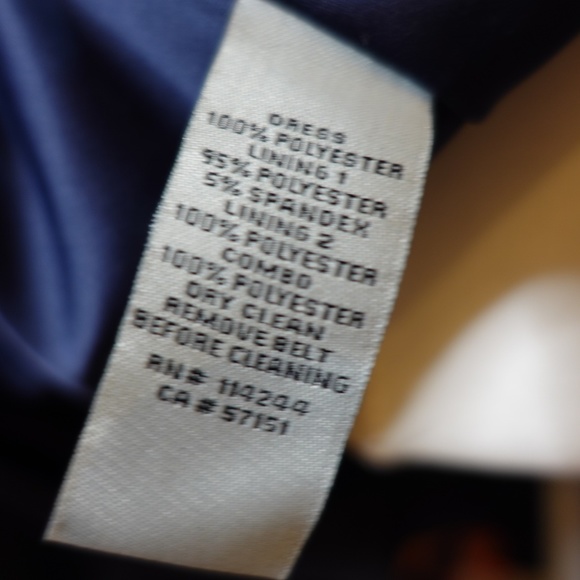 DRESS
100% POLYESTER
LINING 1
95% POLYESTER
5% SPANDEX
LINING 2
100% POLYESTER
COMBO
100% POLYESTER
DRY CLEAN
REMOVE BELT
BEFORE CLEANING
RN# 114244
CA # 57151